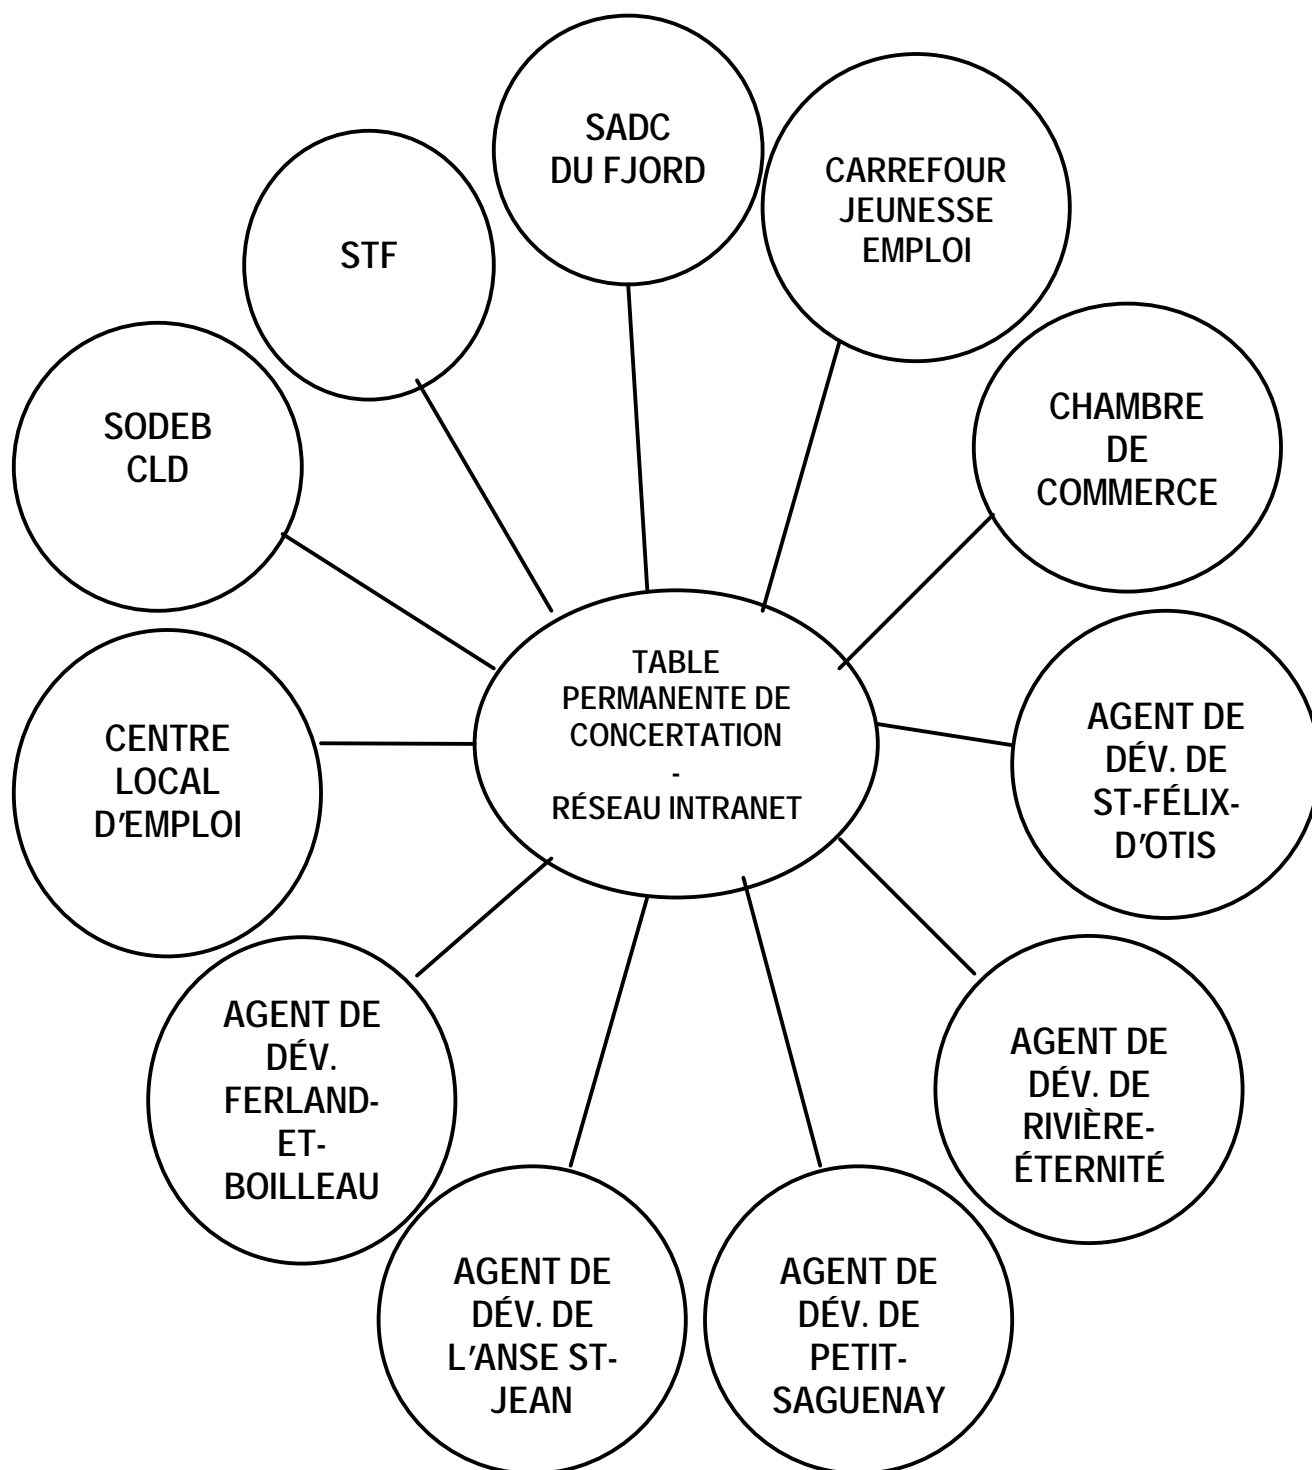 SADC
DU FJORD
CARREFOUR
JEUNESSE
EMPLOI
STF
CHAMBRE
DE
COMMERCE
SODEB
CLD
TABLE
PERMANENTE DE
CONCERTATION
-
RÉSEAU INTRANET
AGENT DE
DÉV. DE
ST-FÉLIX-
D'OTIS
CENTRE
LOCAL
D'EMPLOI
AGENT DE
DÉV.
FERLAND-
ET-
BOILLEAU
AGENT DE
DÉV. DE
RIVIÈRE-
ÉTERNITÉ
AGENT DE
DÉV. DE
L'ANSE ST-
JEAN
AGENT DE
DÉV. DE
PETIT-
SAGUENAY